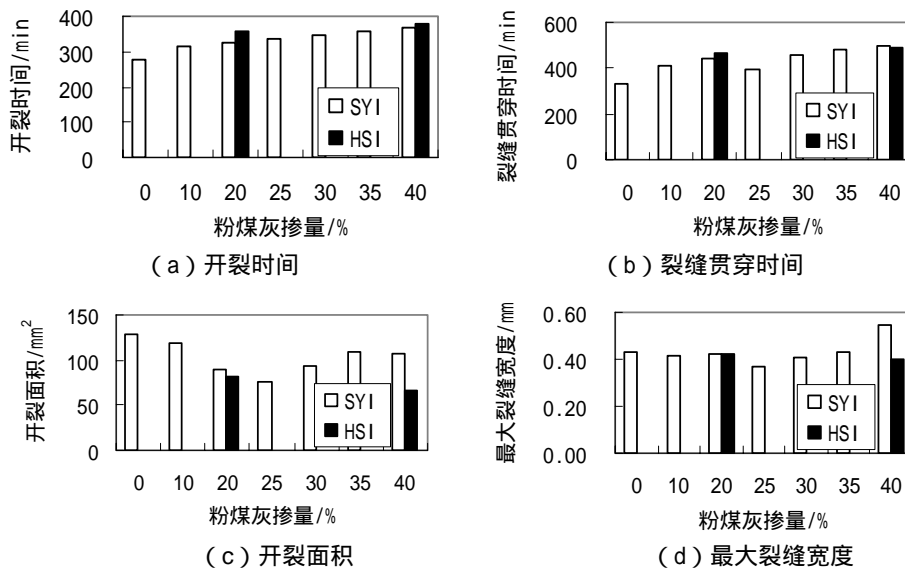 开裂时间/min
400
300
200
100
0
SYI
HSI
0 10 20 25 30 35 40
粉煤灰掺量/%
(a)开裂时间
裂缝贯穿时间/min
600
400
200
0
SYI
HSI
0 10 20 25 30 35 40
粉煤灰掺量/%
(b)裂缝贯穿时间
开裂面积/mm²
150
100
50
0
SYI
HSI
0 10 20 25 30 35 40
粉煤灰掺量/%
(c)开裂面积
最大裂缝宽度/mm
0.60
0.40
0.20
0.00
SYI
HSI
0 10 20 25 30 35 40
粉煤灰掺量/%
(d)最大裂缝宽度